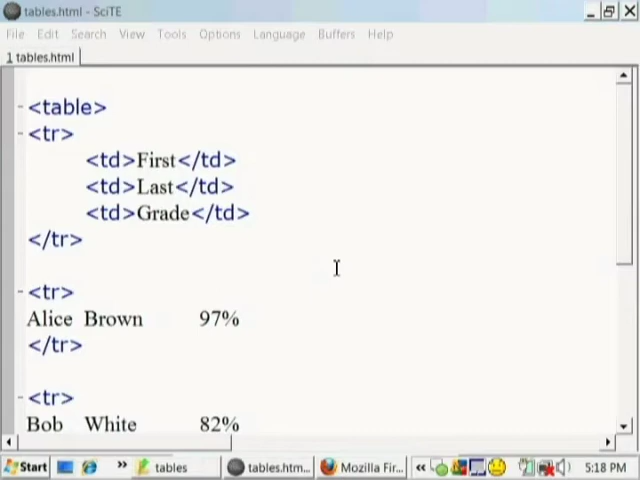 tables.html - SciTE
File Edit Search View Tools Options Language Buffers Help
1 tables.html
<table>
<tr>
<td>First</td>
<td>Last</td>
<td>Grade</td>
</tr>
<tr>
Alice Brown 97%
</tr>
<tr>
Bob White 82%
Start tables tables.htm... Mozilla Fir... 5:18 PM